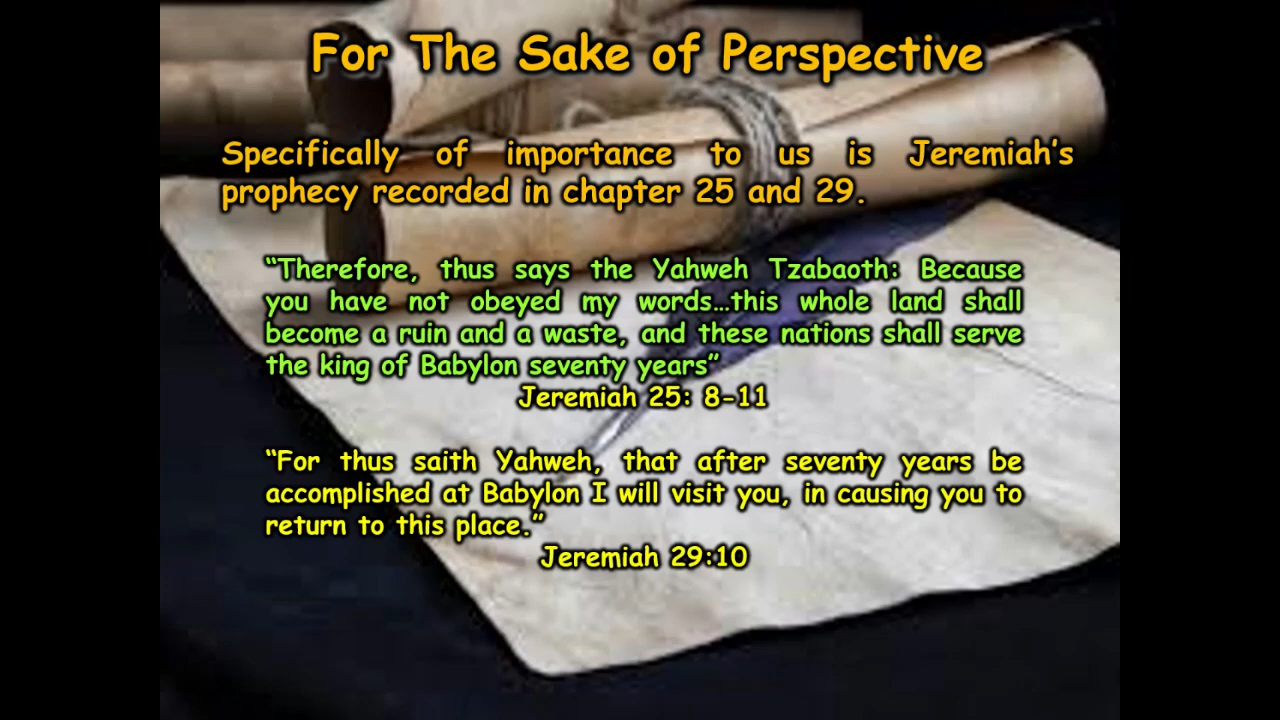 For The Sake of Perspective
Specifically of importance to us is Jeremiah’s
prophecy recorded in chapter 25 and 29.
“Therefore, thus says the Yahweh Tzabaoth: Because
you have not obeyed my words…this whole land shall
become a ruin and a waste, and these nations shall serve
the king of Babylon seventy years”
Jeremiah 25: 8-11
“For thus saith Yahweh, that after seventy years be
accomplished at Babylon I will visit you, in causing you to
return to this place.”
Jeremiah 29:10